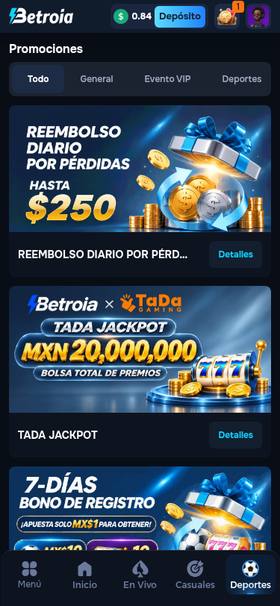 Betroia
$ 0.84 Depósito
1
Promociones
Todo General Evento VIP Deportes
REEMBOLSO
DIARIO
POR PÉRDIDAS
HASTA
$250
REEMBOLSO DIARIO POR PÉRD...
Detalles
Betroia × TaDa
GAMING
TADA JACKPOT
MXN 20,000,000
BOLSA TOTAL DE PREMIOS
777
TADA JACKPOT
Detalles
7-DÍAS
BONO DE REGISTRO
¡APUESTA SOLO MX$1 PARA OBTENER!
Menú Inicio En Vivo Casuales Deportes